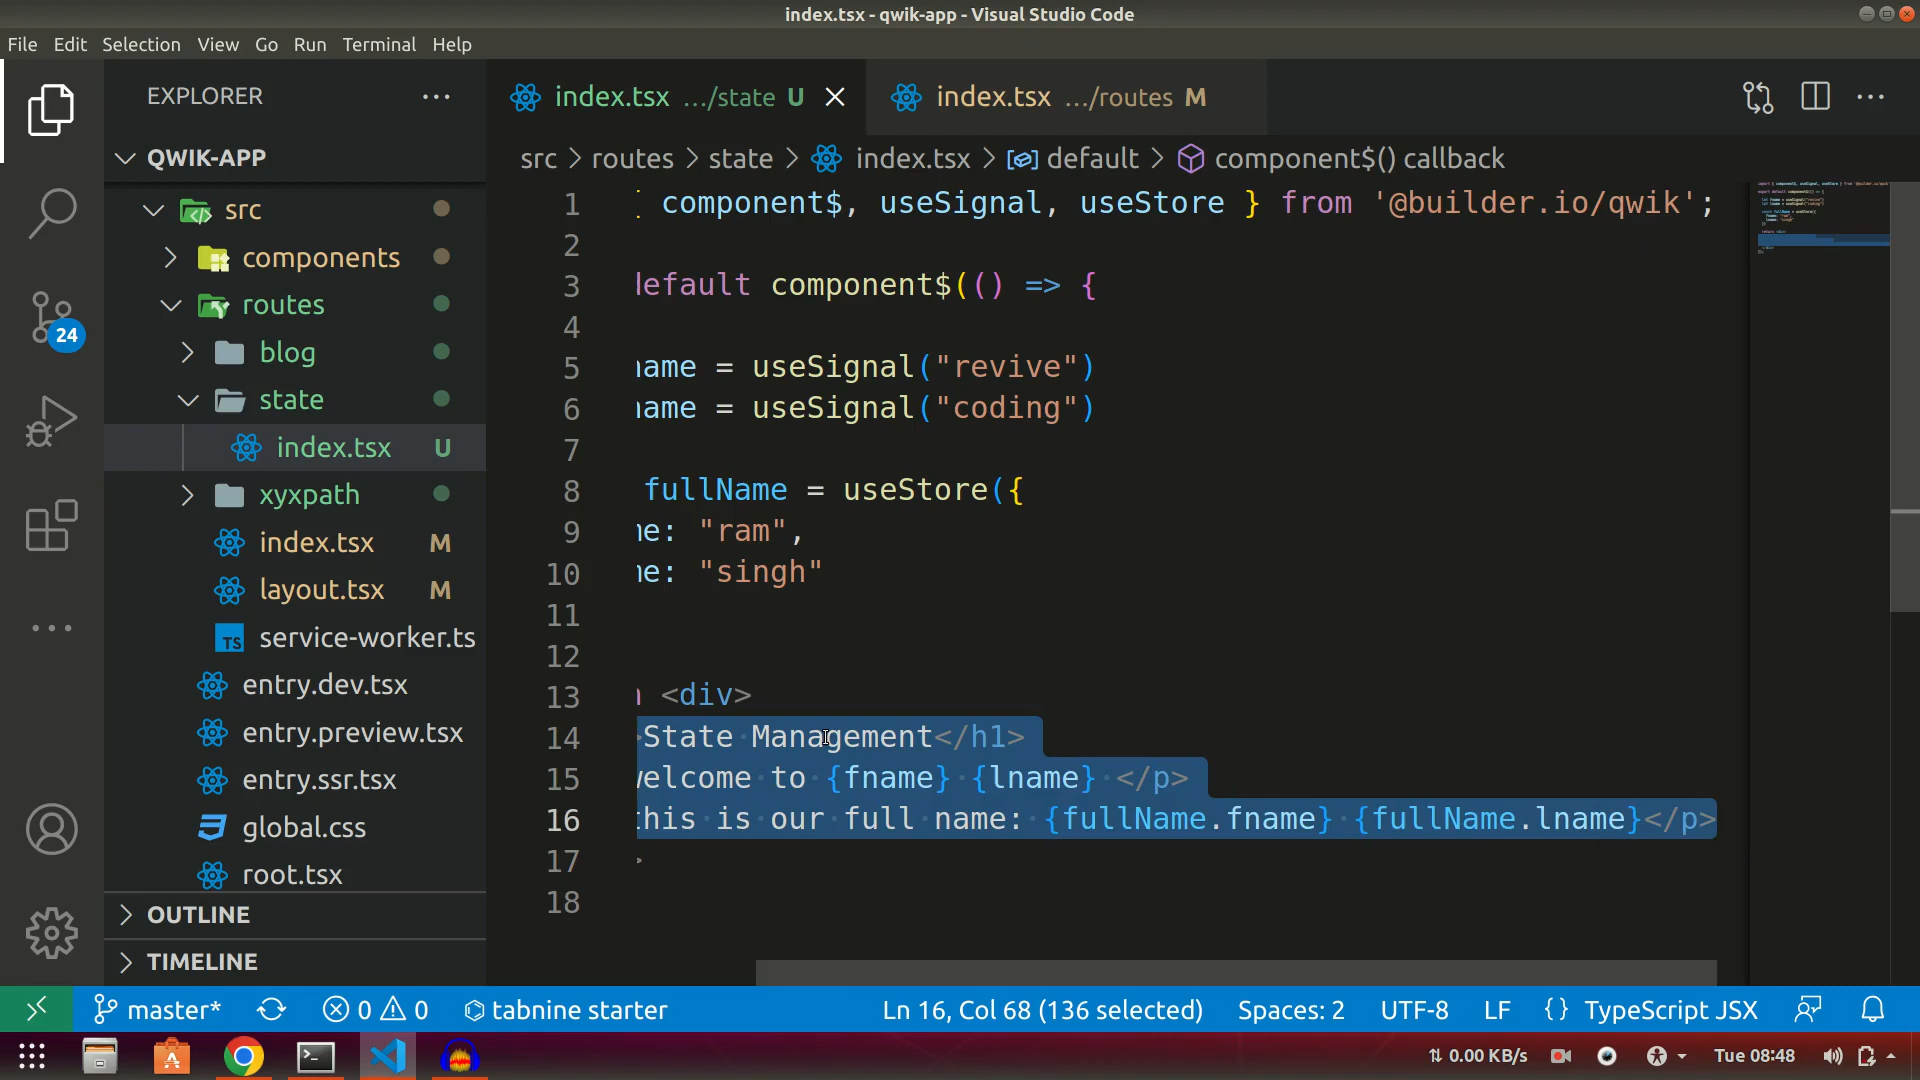 index.tsx - qwik-app - Visual Studio Code
File Edit Selection View Go Run Terminal Help
EXPLORER
index.tsx .../state U
index.tsx .../routes M
QWIK-APP
src > routes > state > index.tsx > default > component$() callback
src
components
routes
blog
state
index.tsx U
xyxpath
index.tsx M
layout.tsx M
service-worker.ts
entry.dev.tsx
entry.preview.tsx
entry.ssr.tsx
global.css
root.tsx
OUTLINE
TIMELINE
24
1 { component$, useSignal, useStore } from '@builder.io/qwik';
2
3 default component$(() => {
4
5 name = useSignal("revive")
6 name = useSignal("coding")
7
8 fullName = useStore({
9 me: "ram",
10 me: "singh"
11
12
13 n <div>
14 >State Management</h1>
15 welcome to {fname} {lname} </p>
16 this is our full name: {fullName.fname} {fullName.lname}</p>
17 >
18
master* 0 0 tabnine starter Ln 16, Col 68 (136 selected) Spaces: 2 UTF-8 LF {} TypeScript JSX
0.00 KB/s Tue 08:48